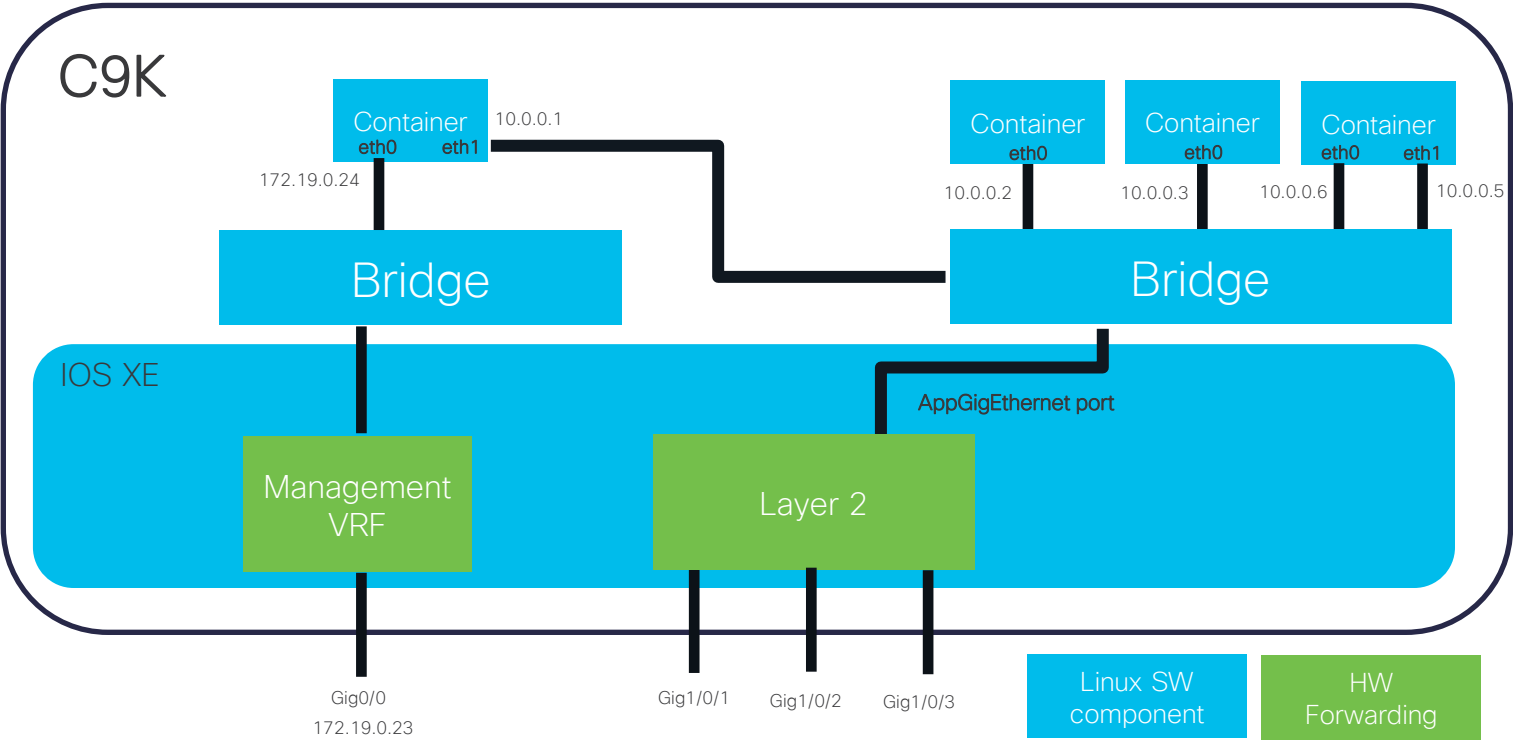 C9K
Container
eth0 eth1
10.0.0.1
172.19.0.24
Container
eth0
10.0.0.2
Container
eth0
10.0.0.3
Container
eth0 eth1
10.0.0.6
10.0.0.5
Bridge
Bridge
IOS XE
AppGigEthernet port
Management
VRF
Layer 2
Gig0/0
172.19.0.23
Gig1/0/1
Gig1/0/2
Gig1/0/3
Linux SW
component
HW
Forwarding